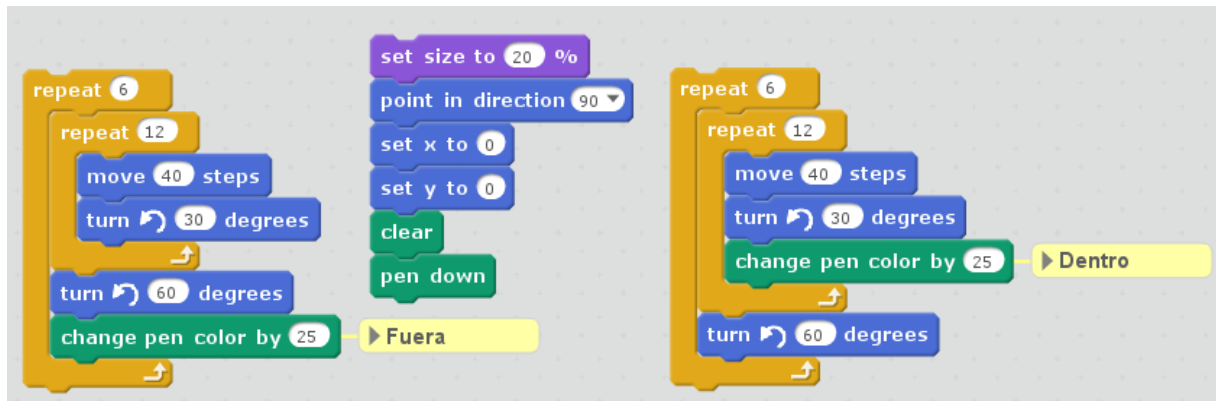 repeat 6
repeat 12
move 40 steps
turn 30 degrees
turn 60 degrees
change pen color by 25
Fuera
set size to 20 %
point in direction 90
set x to 0
set y to 0
clear
pen down
repeat 6
repeat 12
move 40 steps
turn 30 degrees
change pen color by 25
Dentro
turn 60 degrees